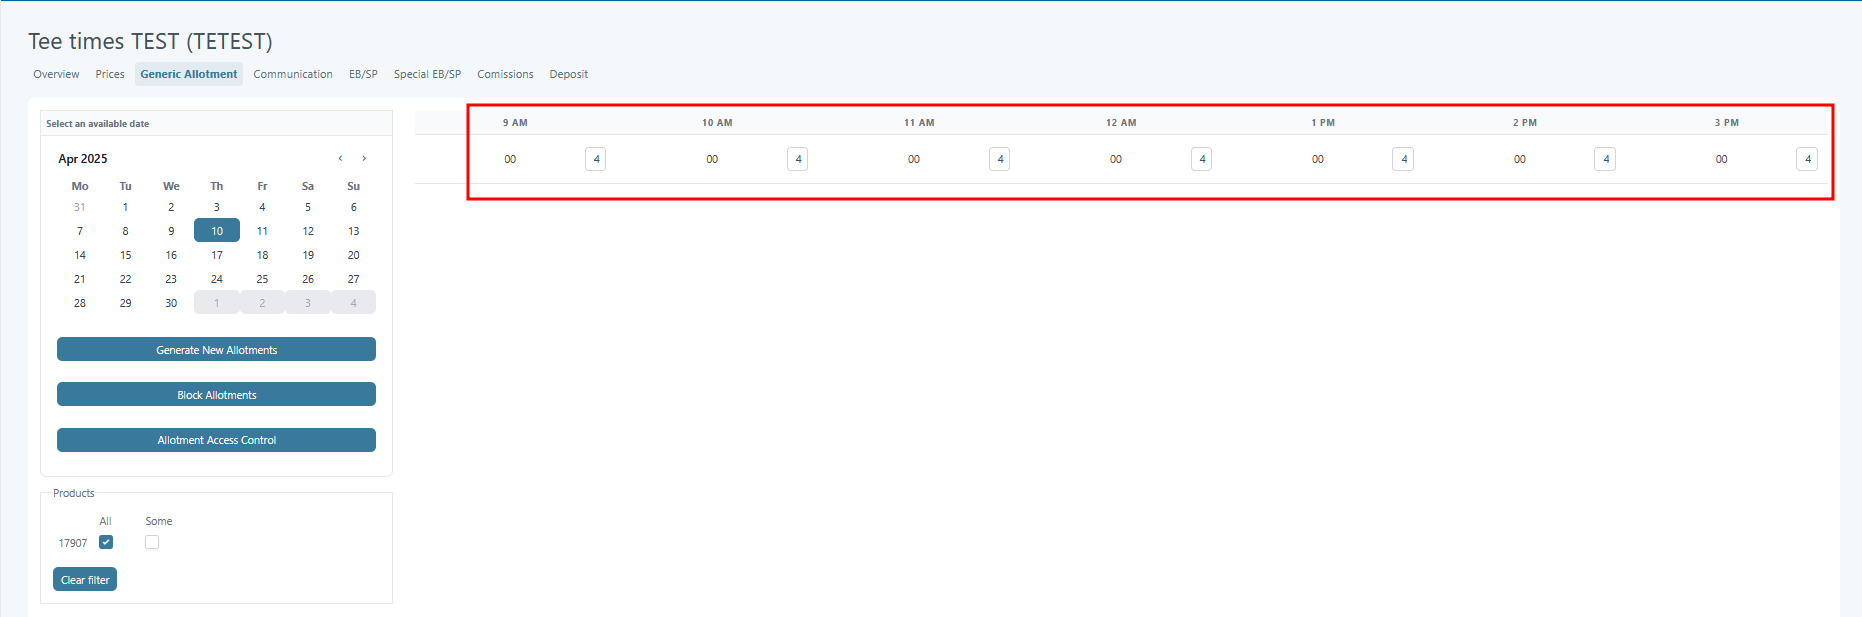 Tee times TEST (TETEST)
Overview Prices Generic Allotment Communication EB/SP Special EB/SP Comissions Deposit
Select an available date
Apr 2025 ‹ ›
Mo Tu We Th Fr Sa Su
31 1 2 3 4 5 6
7 8 9 10 11 12 13
14 15 16 17 18 19 20
21 22 23 24 25 26 27
28 29 30 1 2 3 4
Generate New Allotments
Block Allotments
Allotment Access Control
Products
All Some
17907
Clear filter
9 AM 10 AM 11 AM 12 AM 1 PM 2 PM 3 PM
00 4 00 4 00 4 00 4 00 4 00 4 00 4